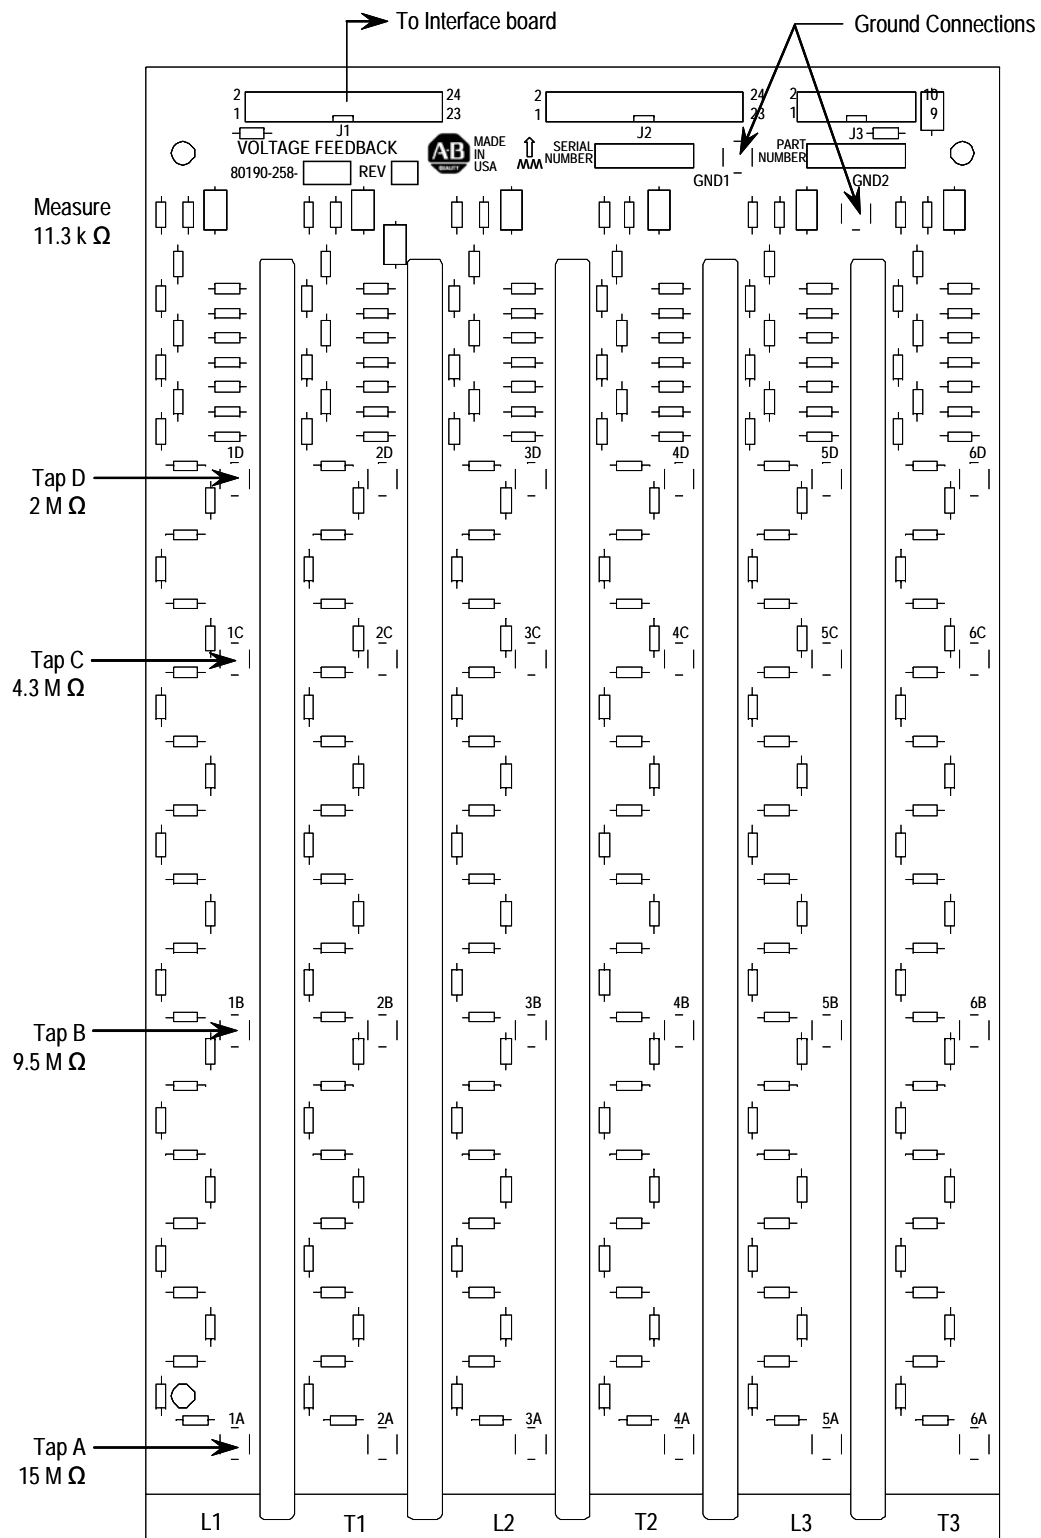 To Interface board
Ground Connections
2 24
1 23
J1
2 24
1 23
J2
2 10
1 9
J3
VOLTAGE FEEDBACK
80190-258- REV
A-B
QUALITY
MADE
IN
USA
SERIAL
NUMBER
GND1
PART
NUMBER
GND2
Measure
11.3 k Ω
1D 2D 3D 4D 5D 6D
Tap D
2 M Ω
1C 2C 3C 4C 5C 6C
Tap C
4.3 M Ω
1B 2B 3B 4B 5B 6B
Tap B
9.5 M Ω
1A 2A 3A 4A 5A 6A
Tap A
15 M Ω
L1 T1 L2 T2 L3 T3